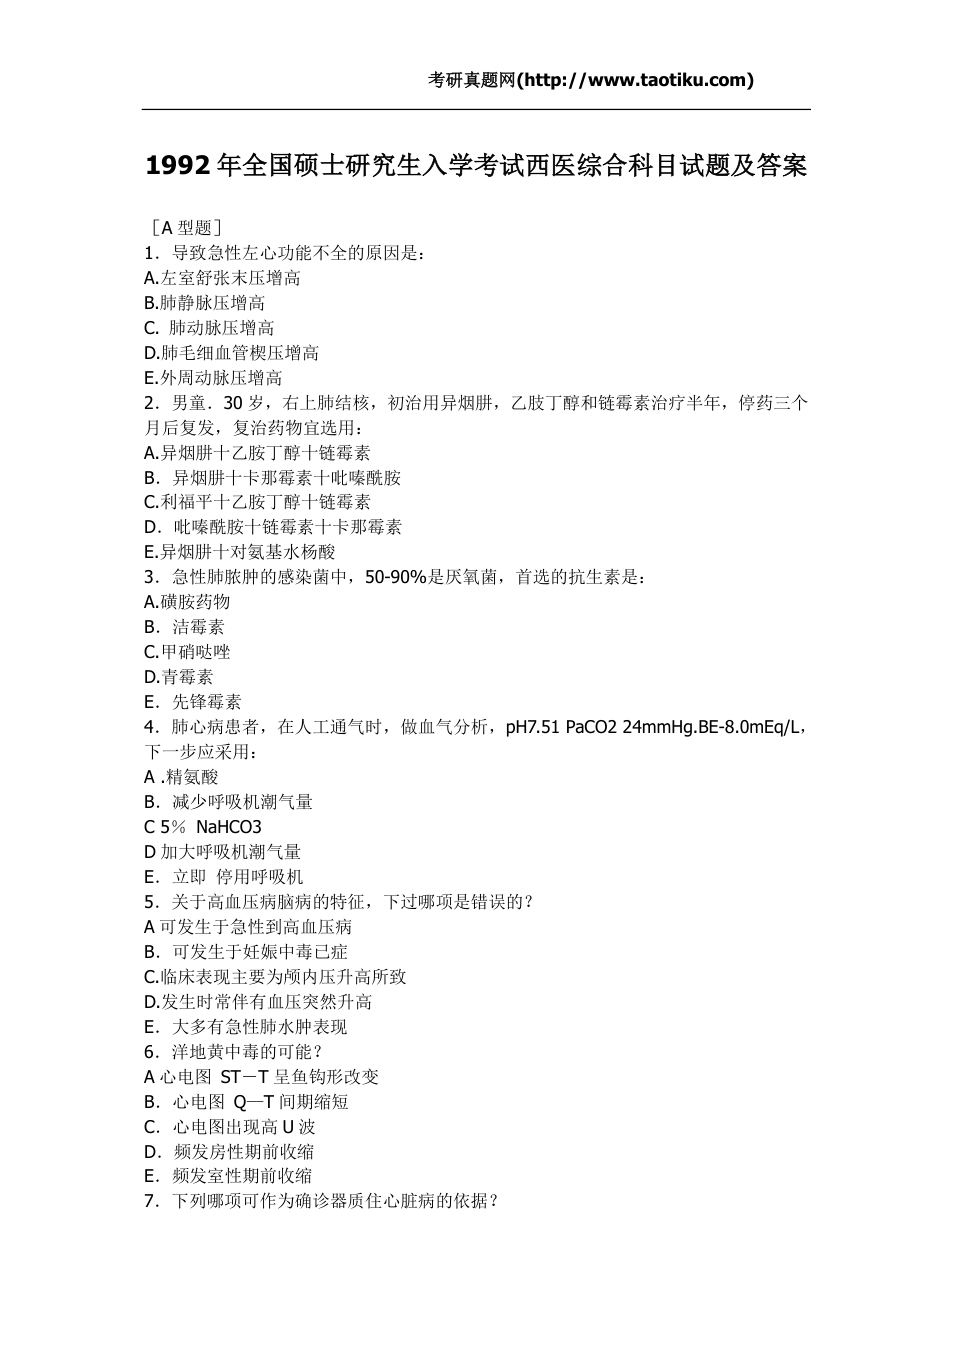 考研真题网(http://www.taotiku.com)
1992 年全国硕士研究生入学考试西医综合科目试题及答案
［A 型题］
1．导致急性左心功能不全的原因是：
A.左室舒张末压增高
B.肺静脉压增高
C. 肺动脉压增高
D.肺毛细血管楔压增高
E.外周动脉压增高
2．男童．30 岁，右上肺结核，初治用异烟肼，乙胺丁醇和链霉素治疗半年，停药三个
月后复发，复治药物宜选用：
A.异烟肼十乙胺丁醇十链霉素
B．异烟肼十卡那霉素十吡嗪酰胺
C.利福平十乙胺丁醇十链霉素
D．吡嗪酰胺十链霉素十卡那霉素
E.异烟肼十对氨基水杨酸
3．急性肺脓肿的感染菌中，50-90%是厌氧菌，首选的抗生素是：
A.磺胺药物
B．洁霉素
C.甲硝哒唑
D.青霉素
E．先锋霉素
4．肺心病患者，在人工通气时，做血气分析，pH7.51 PaCO2 24mmHg.BE-8.0mEq/L，
下一步应采用：
A .精氨酸
B．减少呼吸机潮气量
C 5％ NaHCO3
D 加大呼吸机潮气量
E．立即 停用呼吸机
5．关于高血压病脑病的特征，下过哪项是错误的？
A 可发生于急性到高血压病
B．可发生于妊娠中毒已症
C.临床表现主要为颅内压升高所致
D.发生时常伴有血压突然升高
E．大多有急性肺水肿表现
6．洋地黄中毒的可能？
A 心电图 ST－T 呈鱼钩形改变
B．心电图 Q—T 间期缩短
C．心电图出现高 U 波
D．频发房性期前收缩
E．频发室性期前收缩
7．下列哪项可作为确诊器质住心脏病的依据？